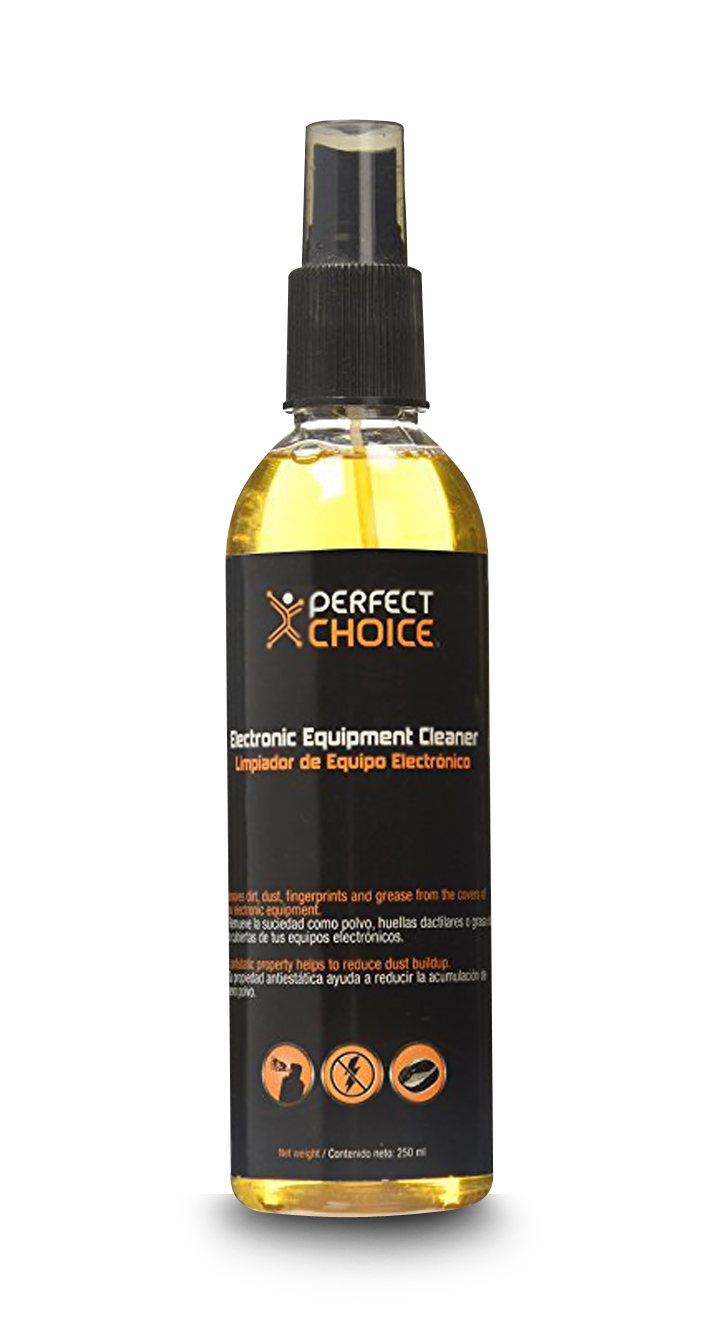 PERFECT
CHOICE
Electronic Equipment Cleaner
Limpiador de Equipo Electrónico
dirt, dust, fingerprints and grease from the covers of
electronic equipment.
Remueve la suciedad como polvo, huellas dactilares o grasa
cubiertas de tus equipos electrónicos.
antistatic property helps to reduce dust buildup.
propiedad antiestática ayuda a reducir la acumulación de
polvo.
Net weight / Contenido neto: 250 ml